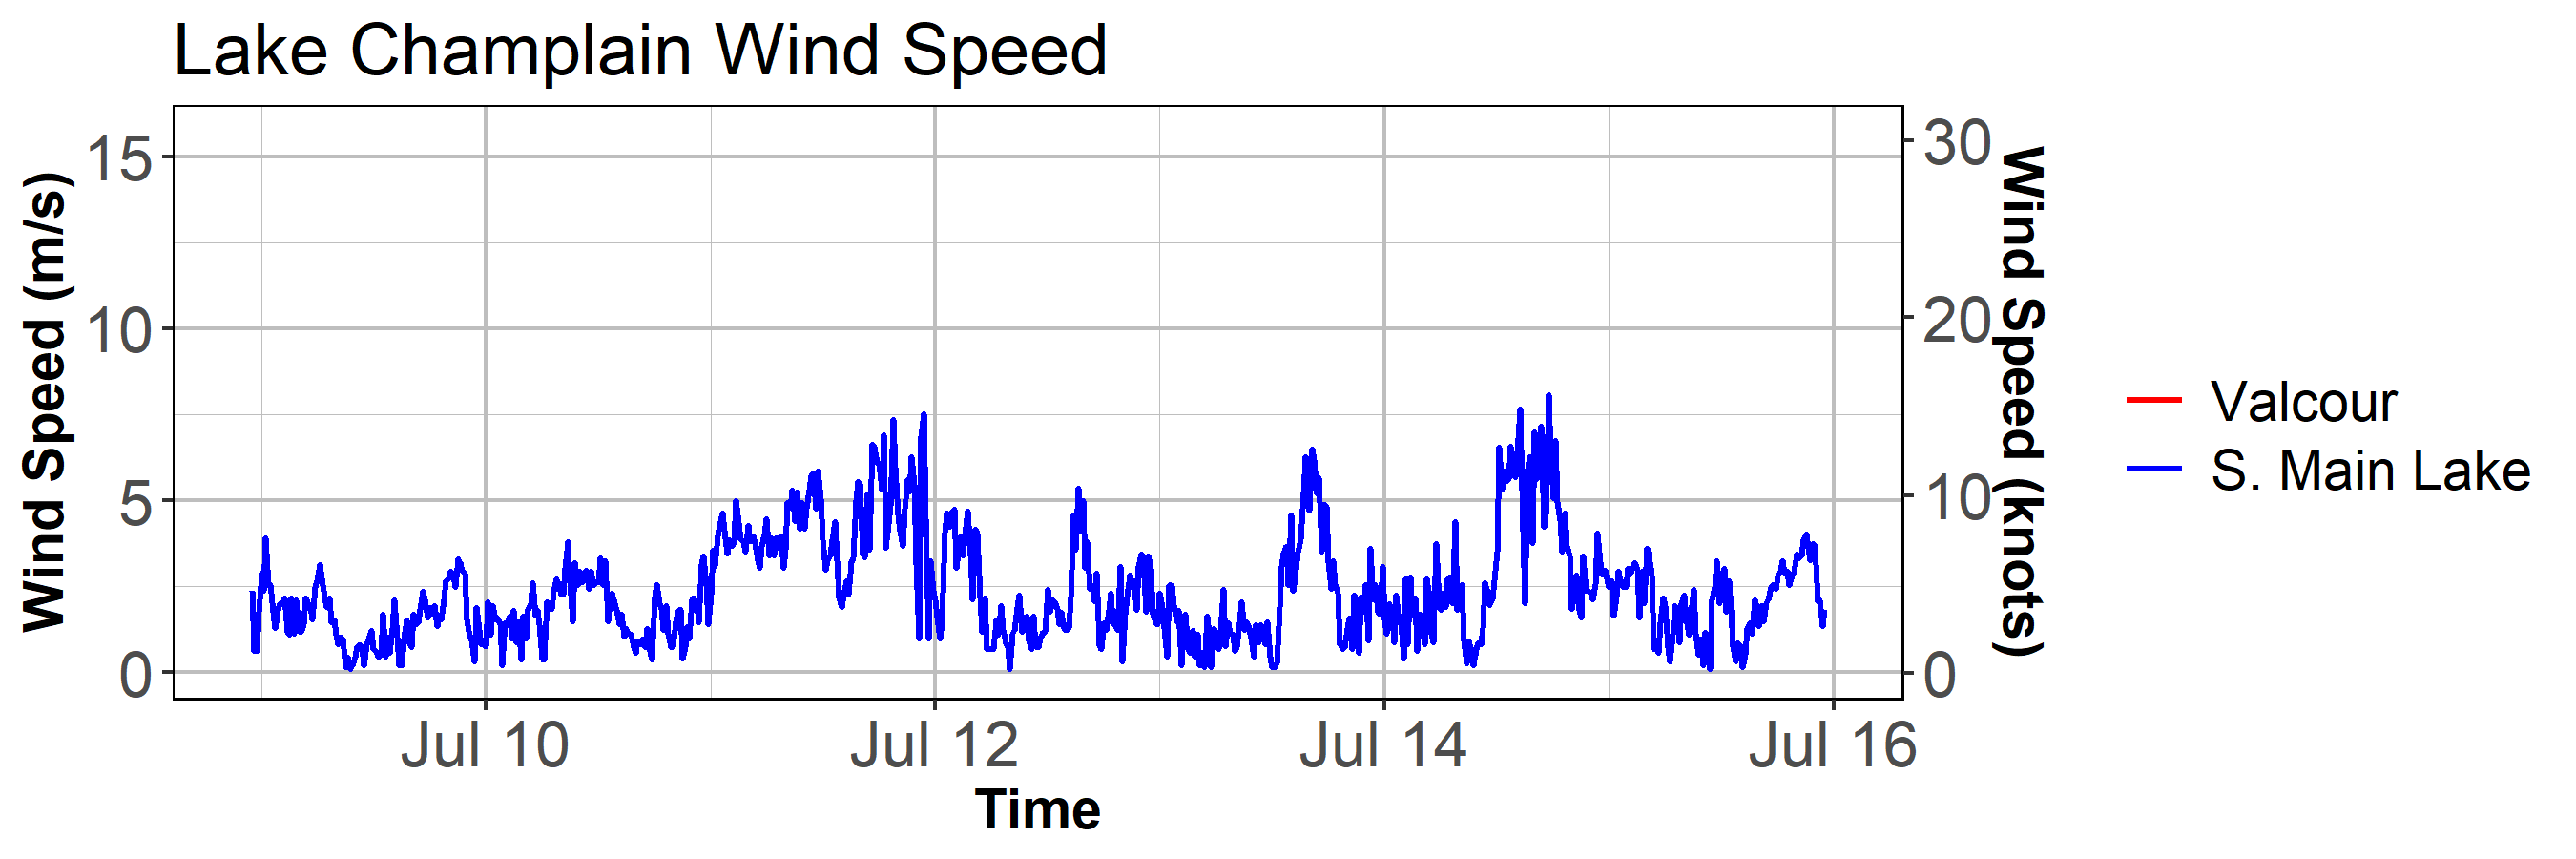 Lake Champlain Wind Speed
15
10
5
0
Wind Speed (m/s)
30
20
10
0
Wind Speed (knots)
Jul 10
Jul 12
Jul 14
Jul 16
Time
Valcour
S. Main Lake